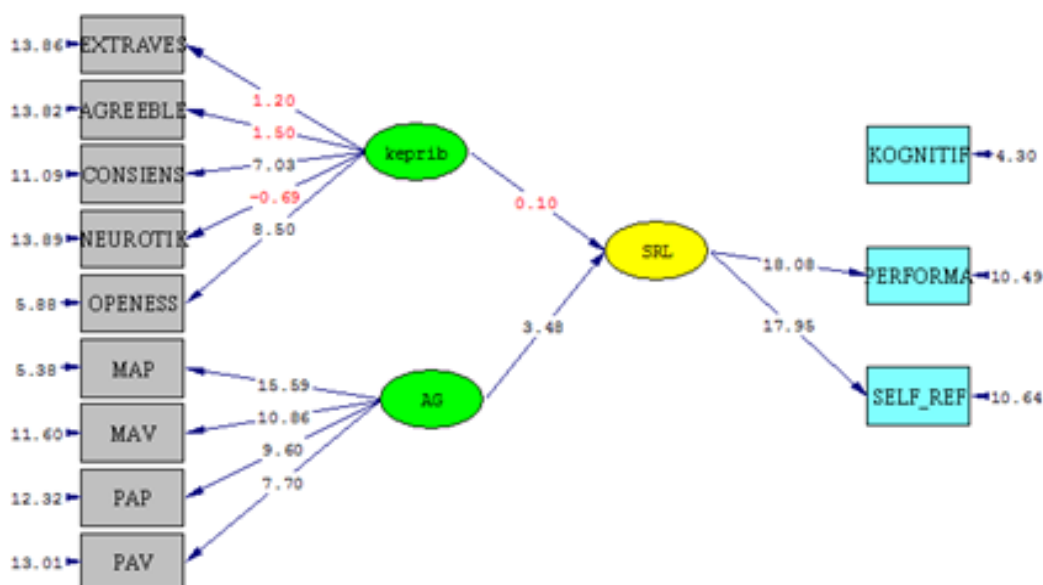 13.86 EXTRAVES
1.20
13.82 AGREEBLE
1.50
keprib
KOGNITIF 4.30
11.09 CONSIENS
7.03
-0.69
0.10
13.89 NEUROTIK
8.50
SRL
18.08
PERFORMA 10.49
5.88 OPENESS
3.48
17.95
5.38 MAP
15.59
AG
SELF_REF 10.64
11.60 MAV
10.86
9.60
12.32 PAP
7.70
13.01 PAV